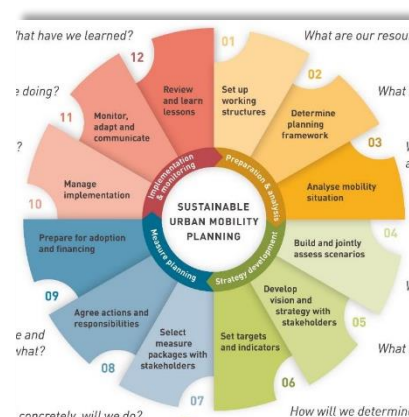 What have we learned?
What are our resou
e doing?
What
?
W
a
W
What
e and
what?
concretely, will we do?
How will we determine
01
Set up
working
structures
02
Determine
planning
framework
03
Analyse mobility
situation
04
Build and jointly
assess scenarios
05
Develop
vision and
strategy with
stakeholders
06
Set targets
and indicators
07
Select
measure
packages with
stakeholders
08
Agree actions and
responsibilities
09
Prepare for adoption
and financing
10
Manage
implementation
11
Monitor,
adapt and
communicate
12
Review
and learn
lessons
Preparation & analysis
Strategy development
Measure planning
Implementation
& monitoring
SUSTAINABLE
URBAN MOBILITY
PLANNING